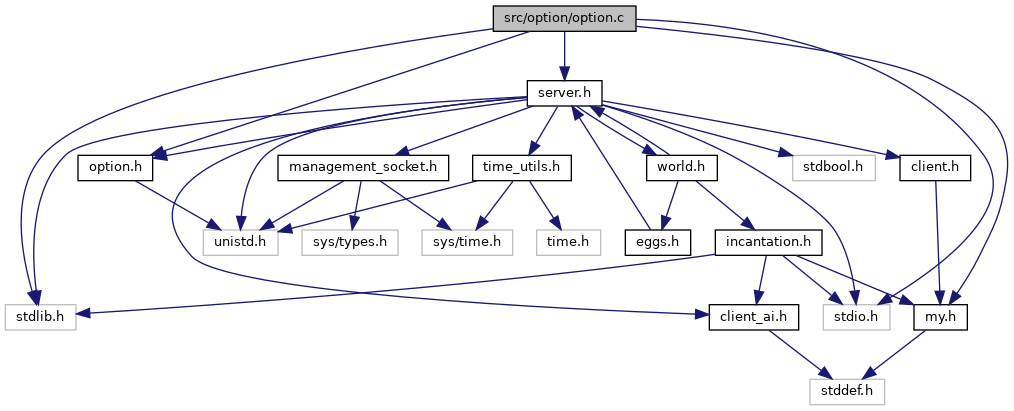 src/option/option.c
server.h
option.h
management_socket.h
time_utils.h
world.h
stdbool.h
client.h
unistd.h
sys/types.h
sys/time.h
time.h
eggs.h
incantation.h
stdlib.h
client_ai.h
stdio.h
my.h
stddef.h